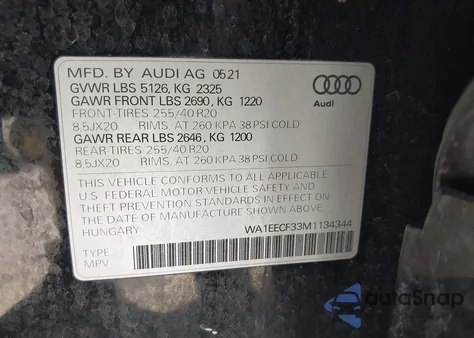 MFD. BY AUDI AG 05 21
GVWR LBS 5126, KG 2325
GAWR FRONT LBS 2690, KG 1220
FRONT-TIRES 255/40 R20
8.5JX20 RIMS, AT 260 KPA 38 PSI COLD
GAWR REAR LBS 2646, KG 1200
REAR-TIRES 255/40 R20
8.5JX20 RIMS, AT 260 KPA 38 PSI COLD
Audi
THIS VEHICLE CONFORMS TO ALL APPLICABLE
U.S. FEDERAL MOTOR VEHICLE SAFETY AND
THEFT PREVENTION STANDARDS IN EFFECT
ON THE DATE OF MANUFACTURE SHOWN ABOVE.
HUNGARY WA1EECF33M1134344
TYPE:
MPV
autoSnap